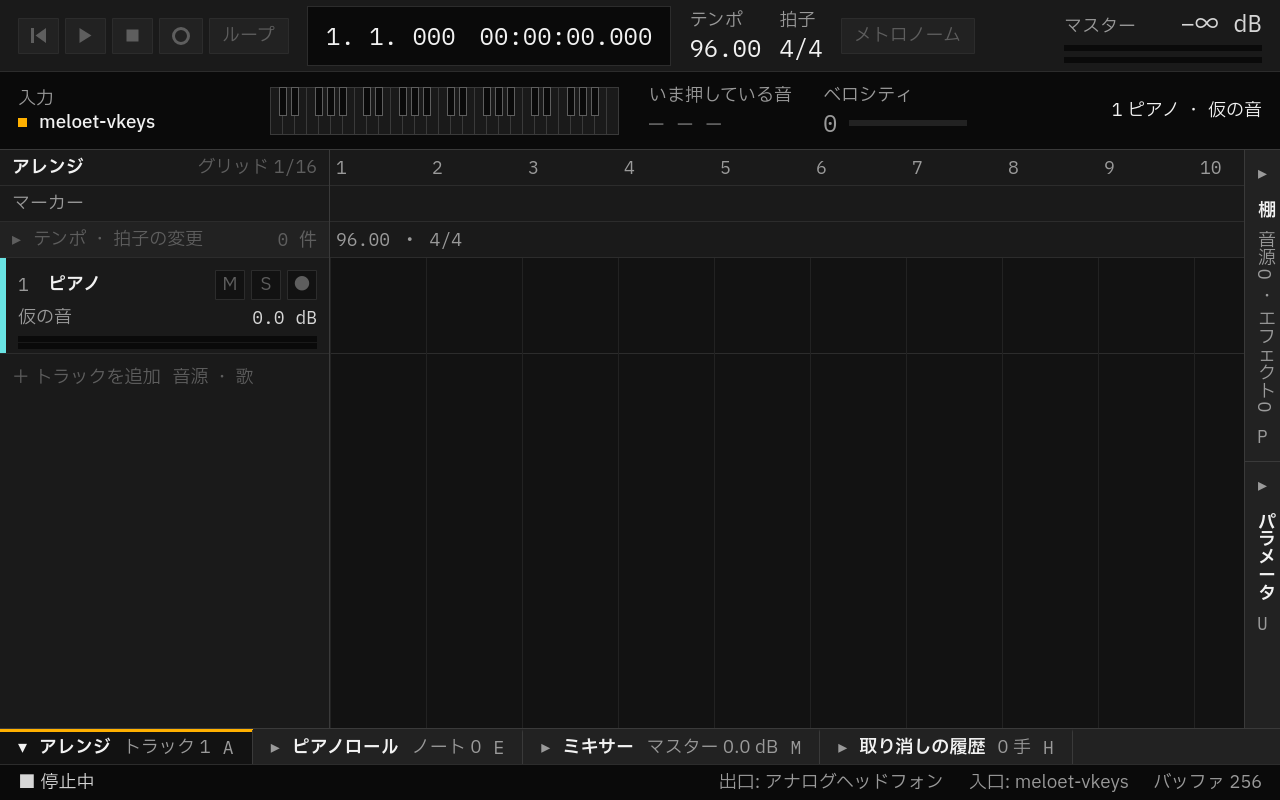 ループ
1. 1. 000 00:00:00.000
テンポ 拍子
96.00 4/4
メトロノーム
マスター −∞ dB
入力
meloet-vkeys
いま押している音 ベロシティ
— — — 0
1 ピアノ · 仮の音
アレンジ グリッド 1/16
1 2 3 4 5 6 7 8 9 10
マーカー
▶ テンポ · 拍子の変更 0 件
96.00 · 4/4
1 ピアノ M S
仮の音 0.0 dB
＋ トラックを追加 音源 · 歌
▶ 棚 音源0 · エフェクト0 P
▶ パラメータ U
▼ アレンジ トラック 1 A
▶ ピアノロール ノート 0 E
▶ ミキサー マスター 0.0 dB M
▶ 取り消しの履歴 0 手 H
■ 停止中
出口: アナログヘッドフォン 入口: meloet-vkeys バッファ 256